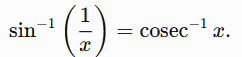 sin⁻¹ (1/x) = cosec⁻¹ x.